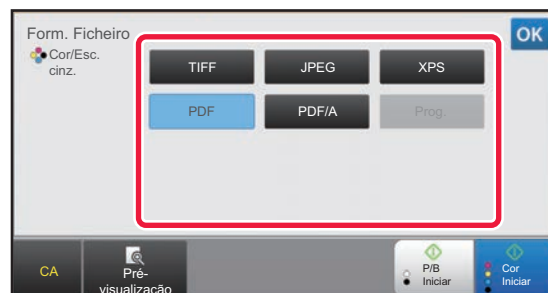 Form. Ficheiro
OK
Cor/Esc.
cinz.
TIFF JPEG XPS
PDF PDF/A Prog.
CA
Pré-
visualização
P/B
Iniciar
Cor
Iniciar